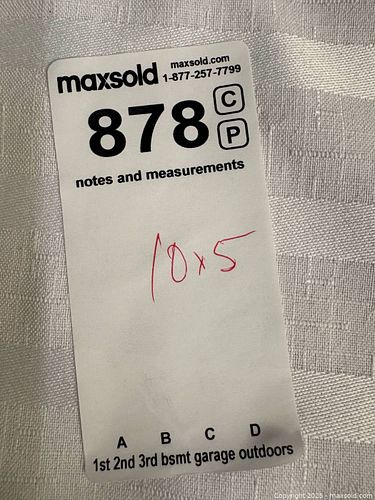 maxsold
maxsold.com
1-877-257-7799
878
C
P
notes and measurements
10x5
A B C D
1st 2nd 3rd bsmt garage outdoors
Copyright 2025 - maxsold.com